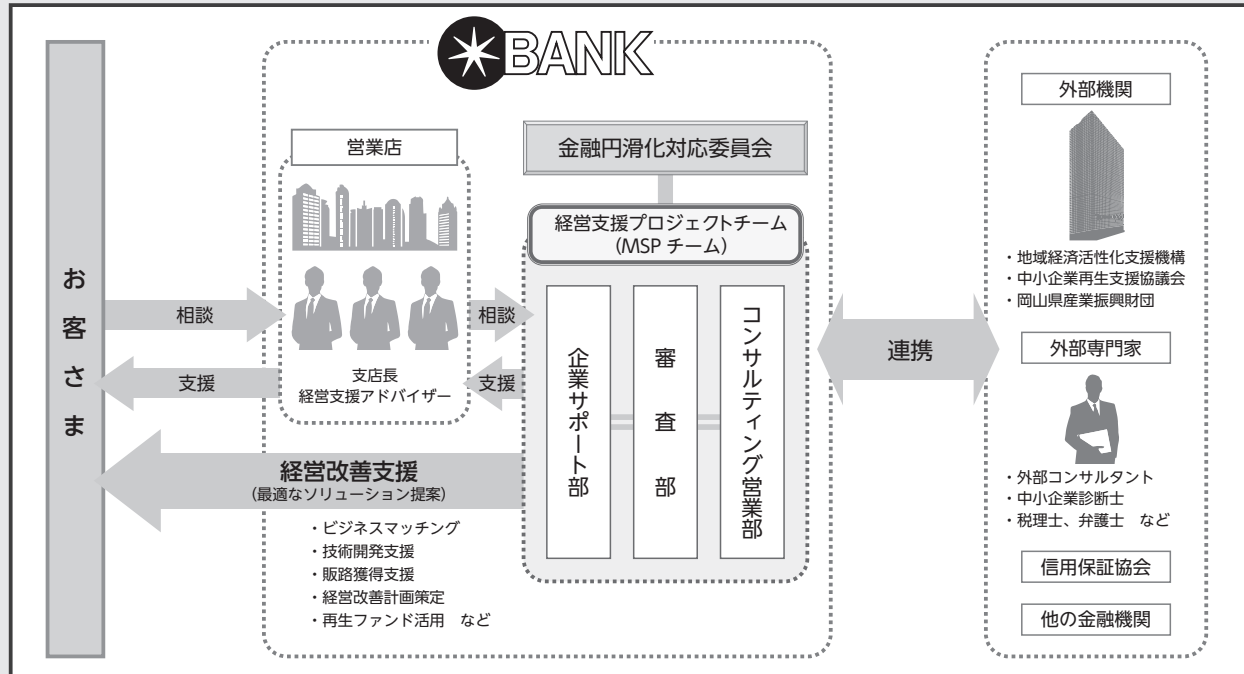 BANK
お客さま
相談
支援
営業店
支店長
経営支援アドバイザー
相談
支援
金融円滑化対応委員会
経営支援プロジェクトチーム
(MSP チーム)
企業サポート部
審査部
コンサルティング営業部
経営改善支援
(最適なソリューション提案)
・ビジネスマッチング
・技術開発支援
・販路獲得支援
・経営改善計画策定
・再生ファンド活用　など
連携
外部機関
・地域経済活性化支援機構
・中小企業再生支援協議会
・岡山県産業振興財団
外部専門家
・外部コンサルタント
・中小企業診断士
・税理士、弁護士　など
信用保証協会
他の金融機関